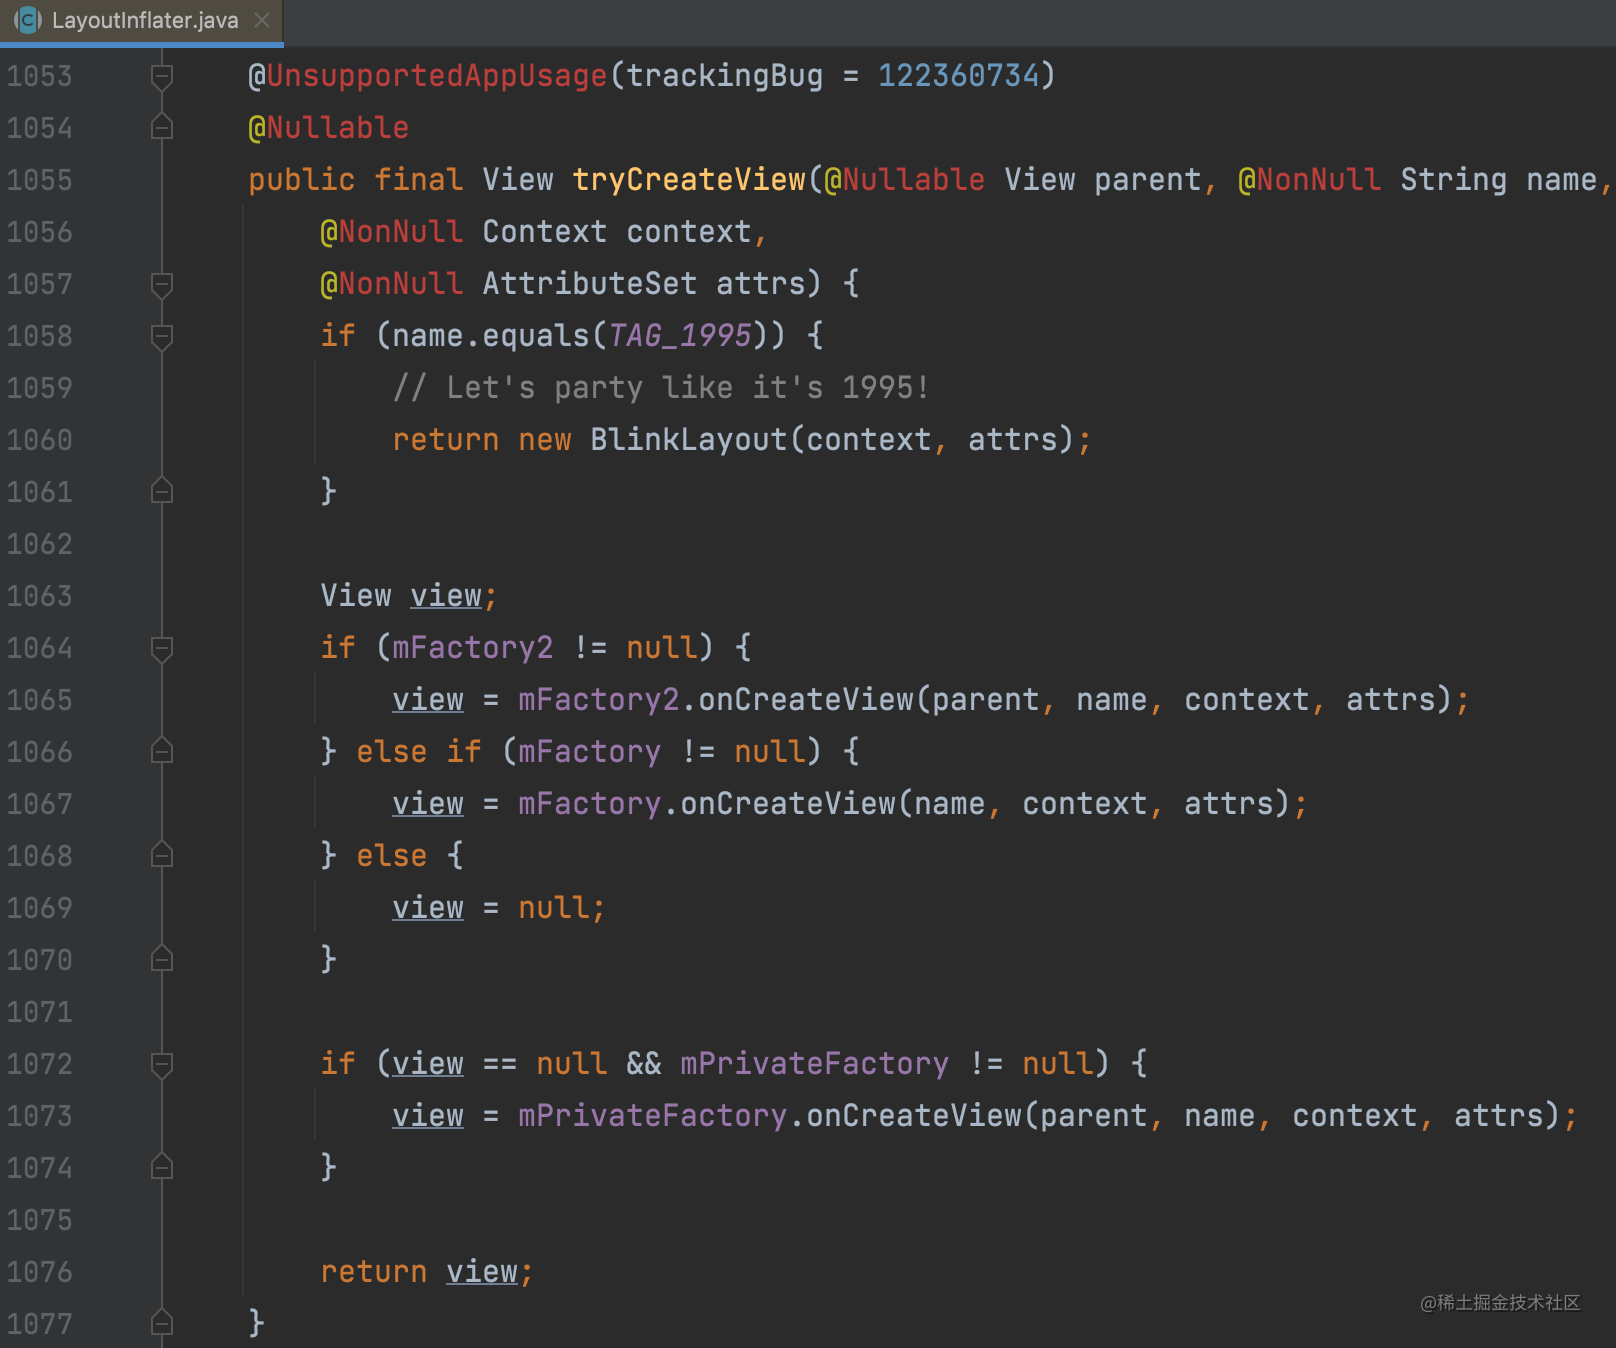 LayoutInflater.java
1053 @UnsupportedAppUsage(trackingBug = 122360734)
1054 @Nullable
1055 public final View tryCreateView(@Nullable View parent, @NonNull String name,
1056 @NonNull Context context,
1057 @NonNull AttributeSet attrs) {
1058 if (name.equals(TAG_1995)) {
1059 // Let's party like it's 1995!
1060 return new BlinkLayout(context, attrs);
1061 }
1062
1063 View view;
1064 if (mFactory2 != null) {
1065 view = mFactory2.onCreateView(parent, name, context, attrs);
1066 } else if (mFactory != null) {
1067 view = mFactory.onCreateView(name, context, attrs);
1068 } else {
1069 view = null;
1070 }
1071
1072 if (view == null && mPrivateFactory != null) {
1073 view = mPrivateFactory.onCreateView(parent, name, context, attrs);
1074 }
1075
1076 return view;
1077 }
@稀土掘金技术社区